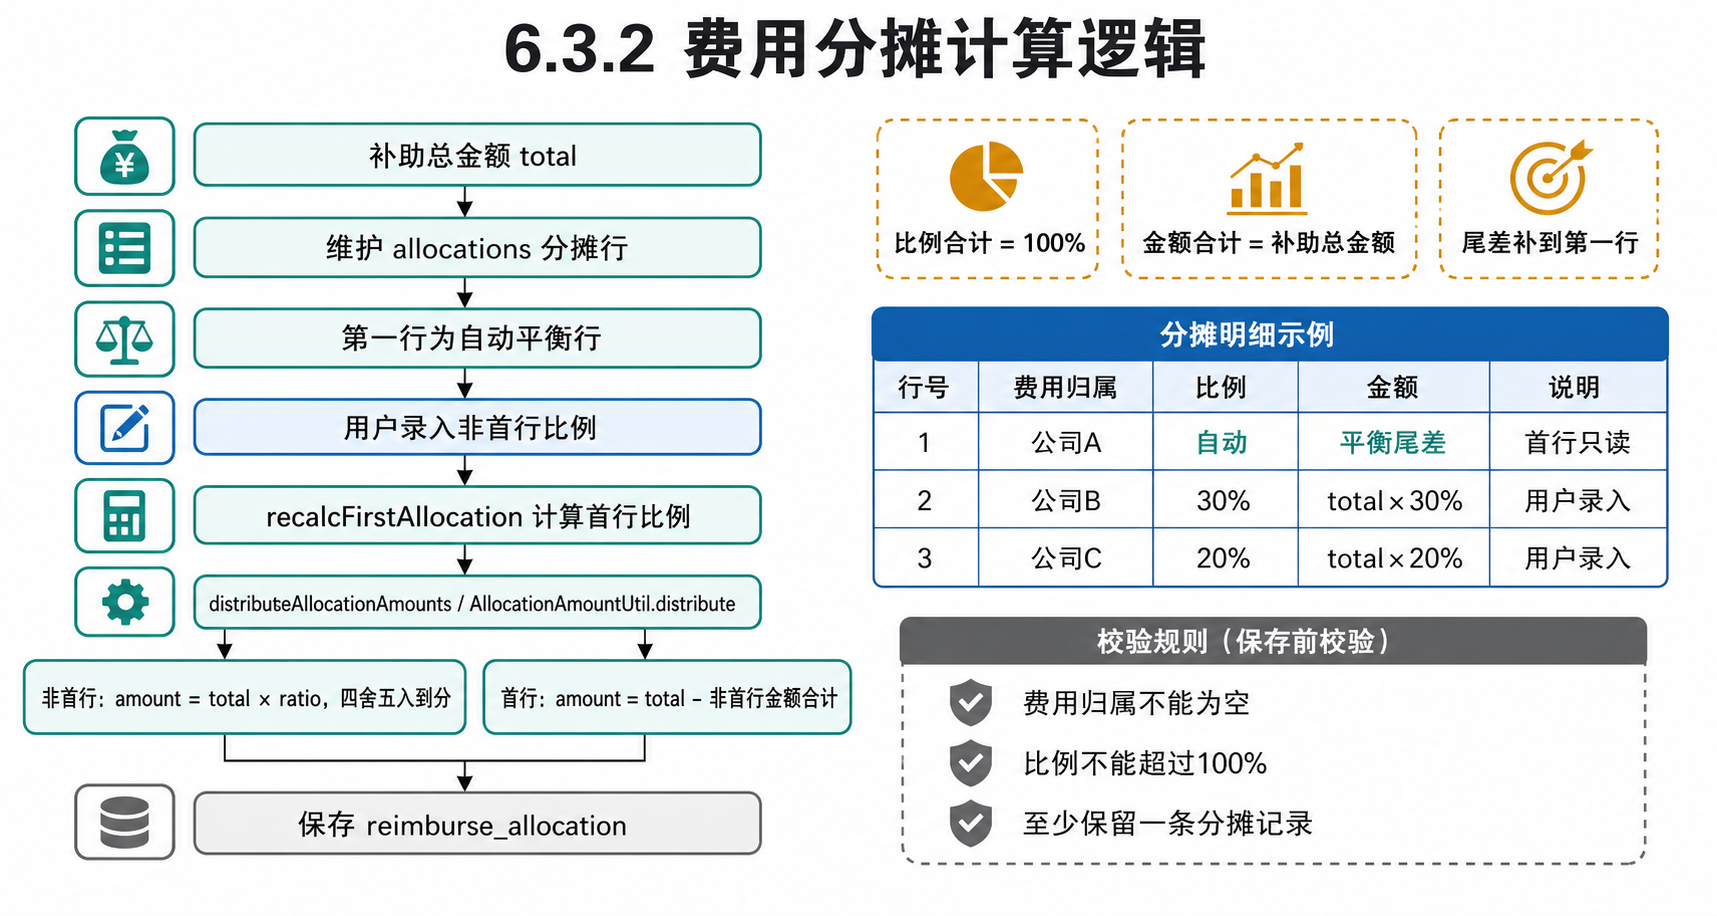 6.3.2 费用分摊计算逻辑
补助总金额 total
维护 allocations 分摊行
第一行为自动平衡行
用户录入非首行比例
recalcFirstAllocation 计算首行比例
distributeAllocationAmounts / AllocationAmountUtil.distribute
非首行：amount = total × ratio，四舍五入到分
首行：amount = total − 非首行金额合计
保存 reimburse_allocation
比例合计 = 100%
金额合计 = 补助总金额
尾差补到第一行
分摊明细示例
行号 费用归属 比例 金额 说明
1 公司A 自动 平衡尾差 首行只读
2 公司B 30% total×30% 用户录入
3 公司C 20% total×20% 用户录入
校验规则（保存前校验）
费用归属不能为空
比例不能超过100%
至少保留一条分摊记录